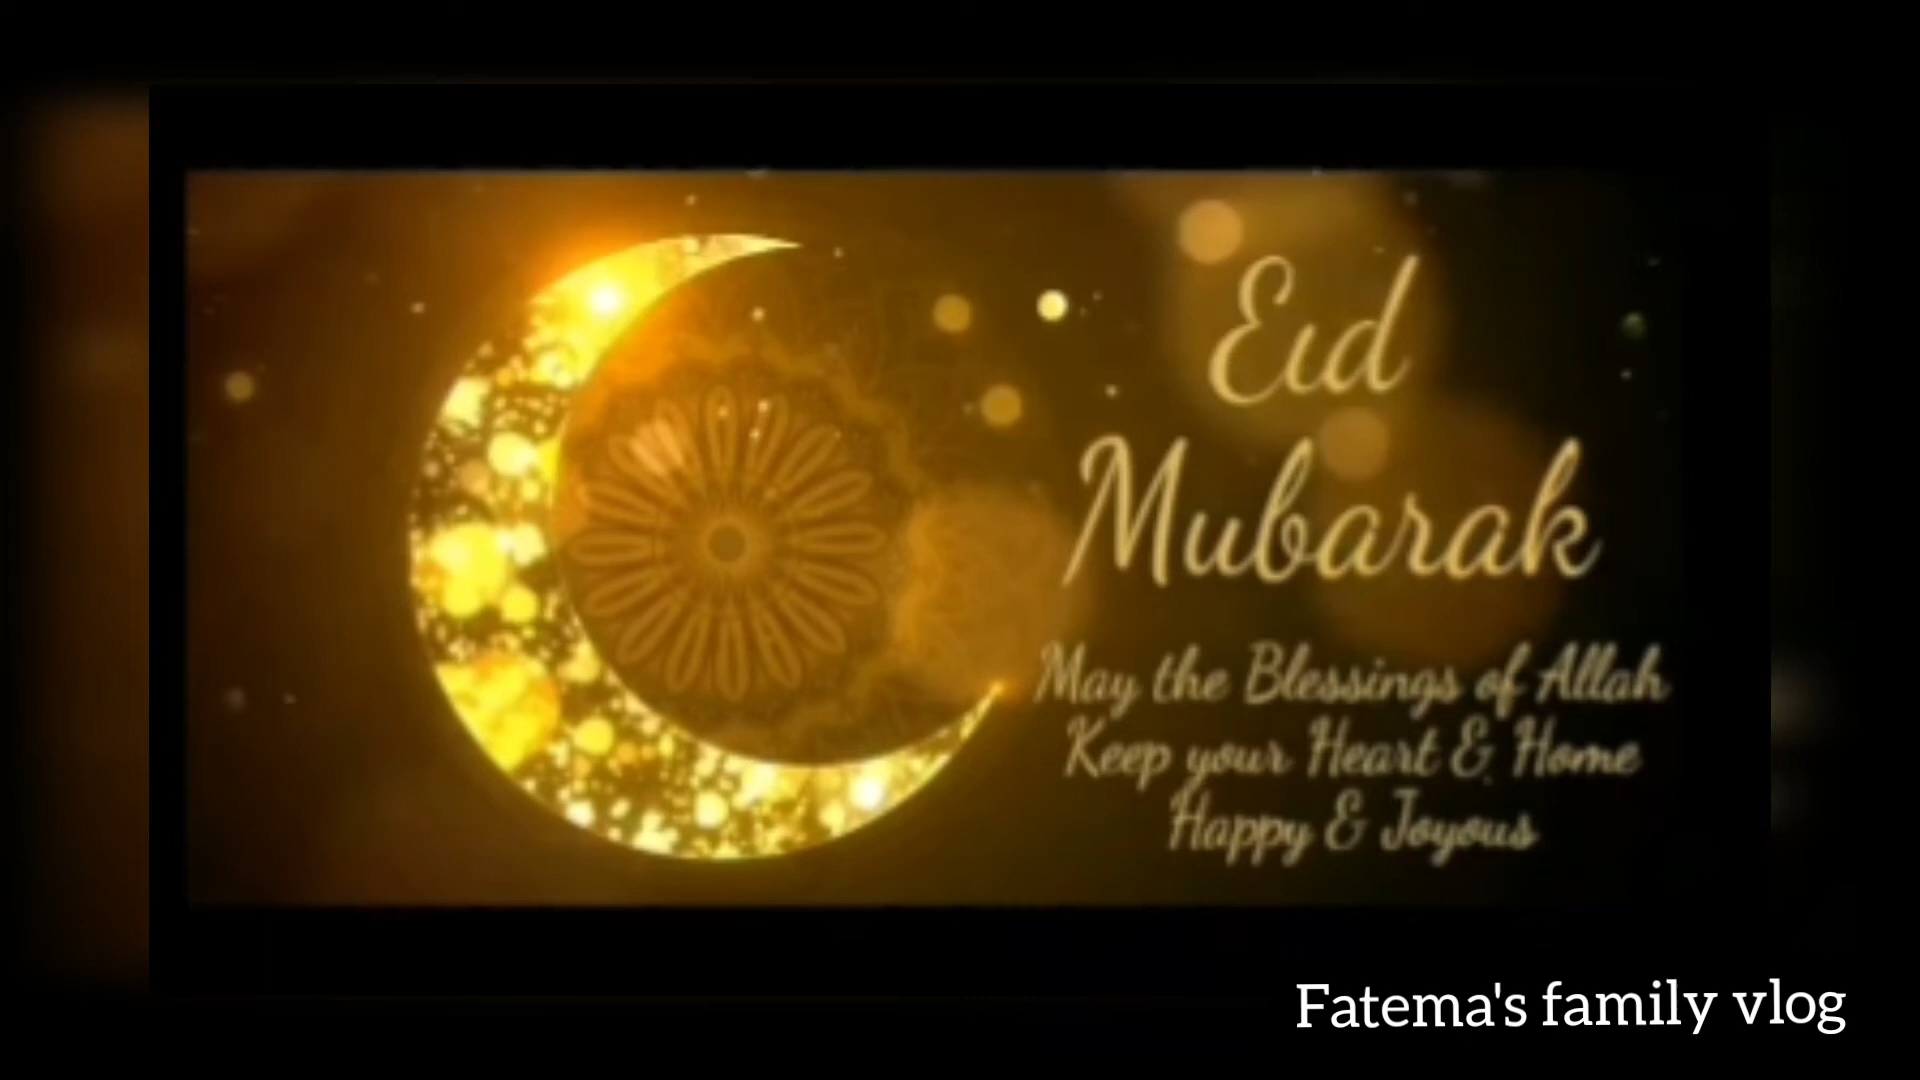 Eid
Mubarak
May the Blessings of Allah
Keep your Heart & Home
Happy & Joyous
Fatema's family vlog